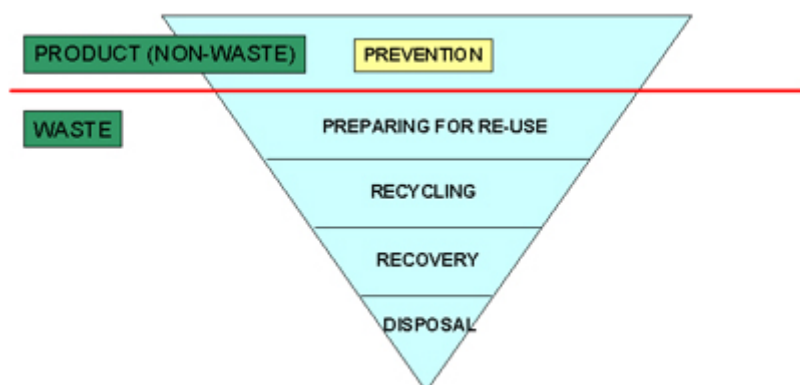 PRODUCT (NON-WASTE)
PREVENTION
WASTE
PREPARING FOR RE-USE
RECYCLING
RECOVERY
DISPOSAL